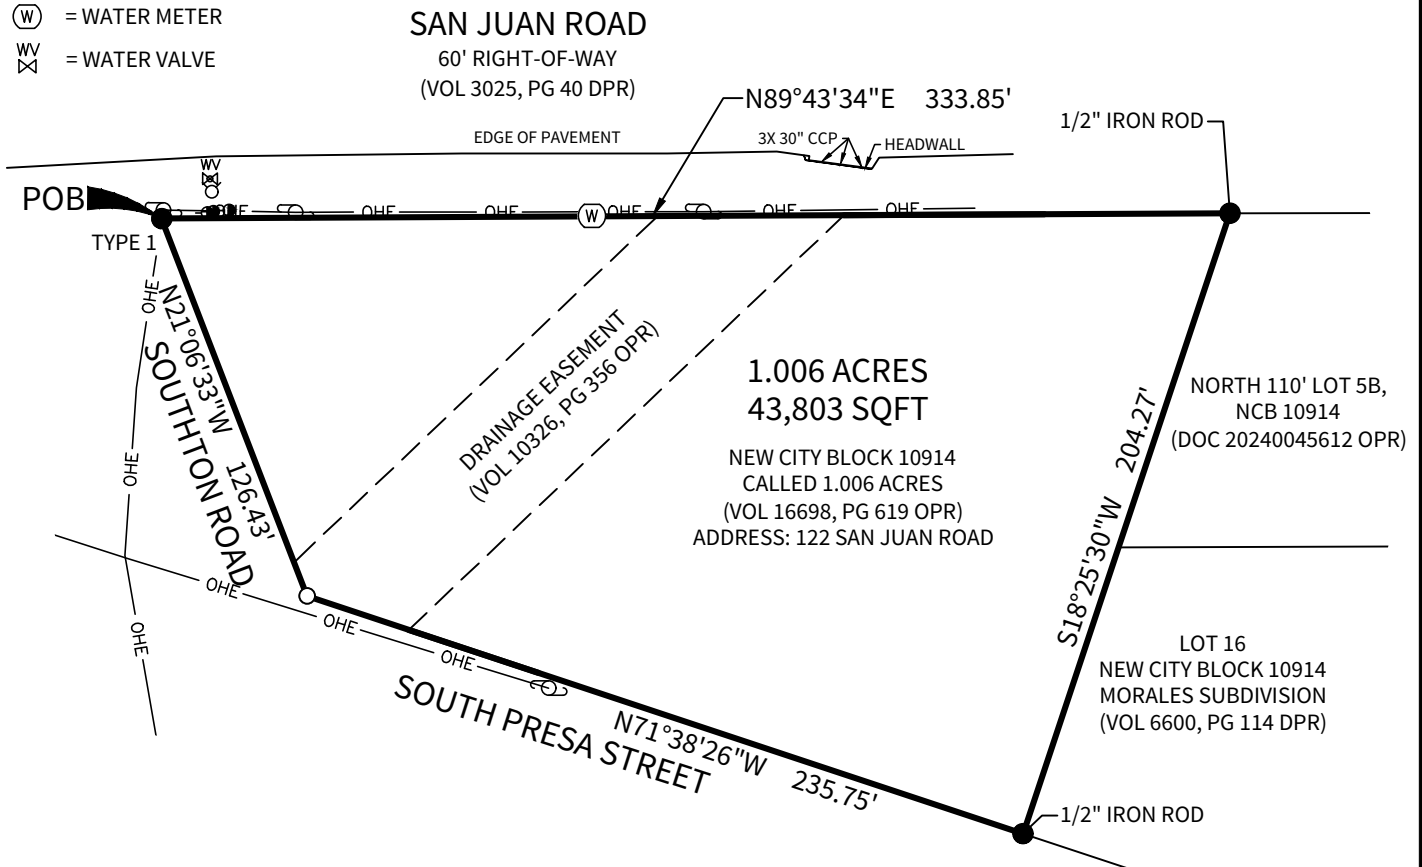 W = WATER METER
WV = WATER VALVE
SAN JUAN ROAD
60' RIGHT-OF-WAY
(VOL 3025, PG 40 DPR)
N89°43'34"E 333.85'
1/2" IRON ROD
EDGE OF PAVEMENT
3X 30" CCP
HEADWALL
WV
POB
OHE
OHE
W
OHE
OHE
OHE
TYPE 1
OHE
N21°06'33"W 126.43'
SOUTHTON ROAD
DRAINAGE EASEMENT
(VOL 10326, PG 356 OPR)
1.006 ACRES
43,803 SQFT
NEW CITY BLOCK 10914
CALLED 1.006 ACRES
(VOL 16698, PG 619 OPR)
ADDRESS: 122 SAN JUAN ROAD
S18°25'30"W 204.27'
NORTH 110' LOT 5B,
NCB 10914
(DOC 20240045612 OPR)
OHE
OHE
OHE
OHE
OHE
SOUTH PRESA STREET
N71°38'26"W 235.75'
LOT 16
NEW CITY BLOCK 10914
MORALES SUBDIVISION
(VOL 6600, PG 114 DPR)
1/2" IRON ROD